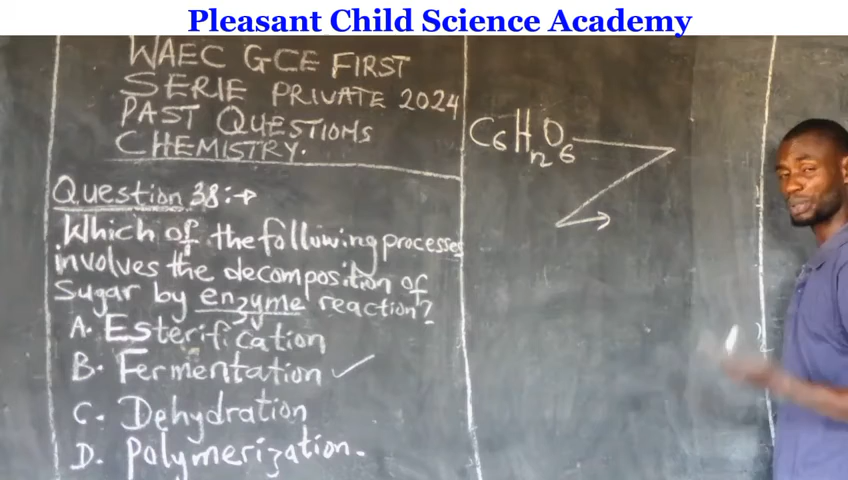 Pleasant Child Science Academy
WAEC GCE FIRST
SERIE PRIVATE 2024
PAST QUESTIONS
CHEMISTRY.
Question 38:→
Which of the following processes
involves the decomposition of
Sugar by enzyme reaction?
A. Esterification
B. Fermentation ✓
C. Dehydration
D. Polymerization.
C6H12O6